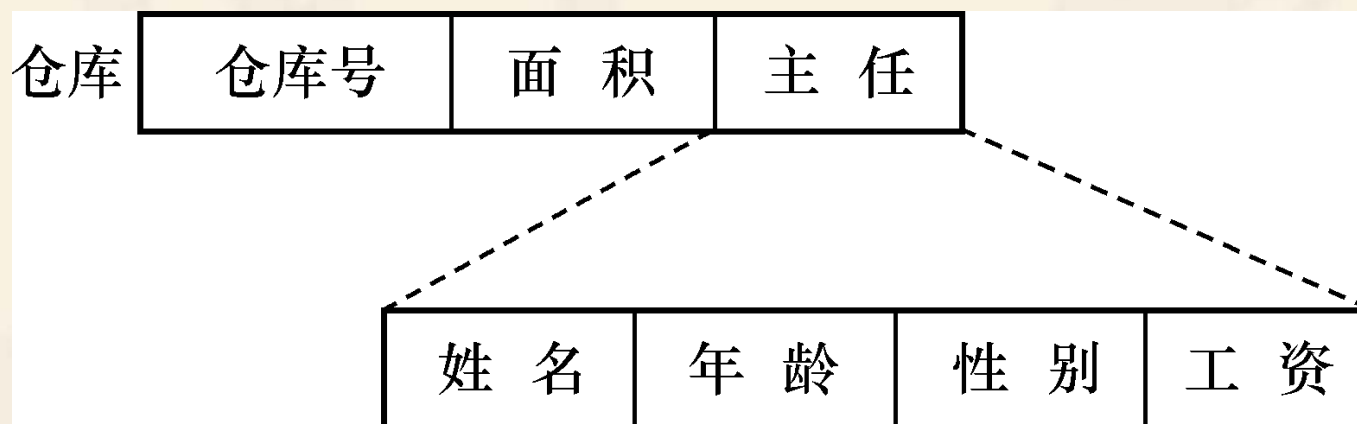 仓库 仓库号 面 积 主 任
姓 名 年 龄 性 别 工 资